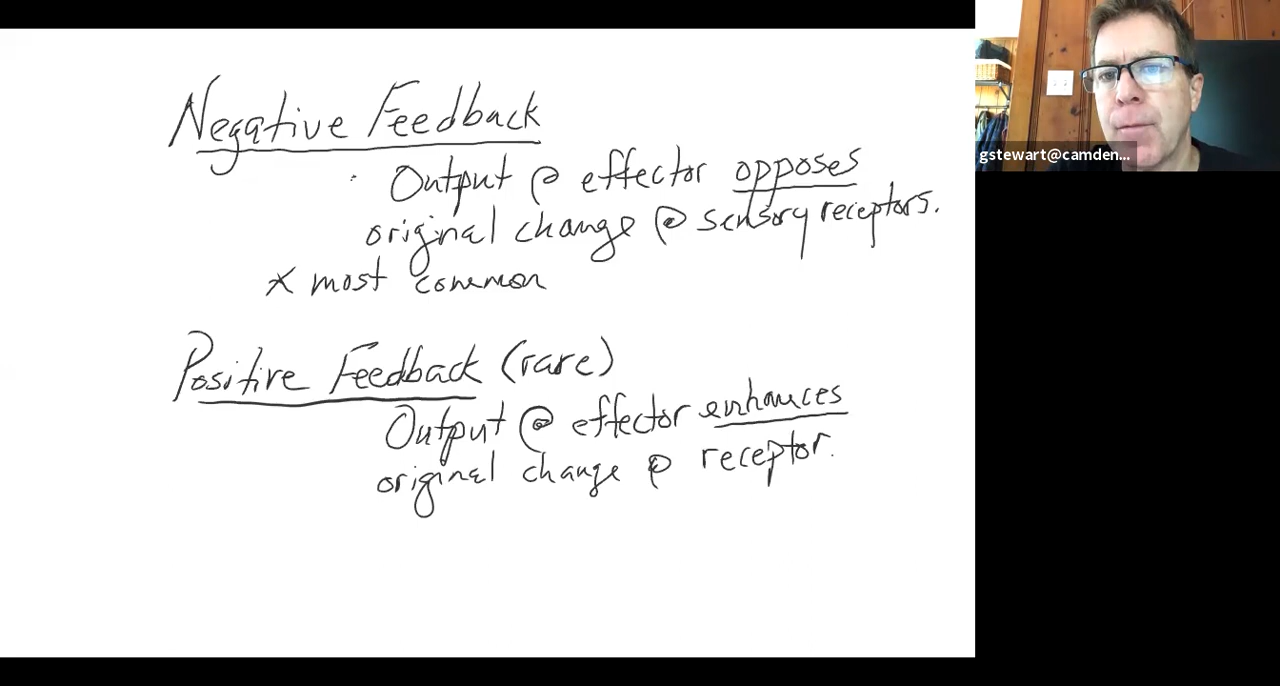 Negative Feedback
Output @ effector opposes
original change @ sensory receptors.
* most common
Positive Feedback (rare)
Output @ effector enhances
original change @ receptor.
gstewart@camden...